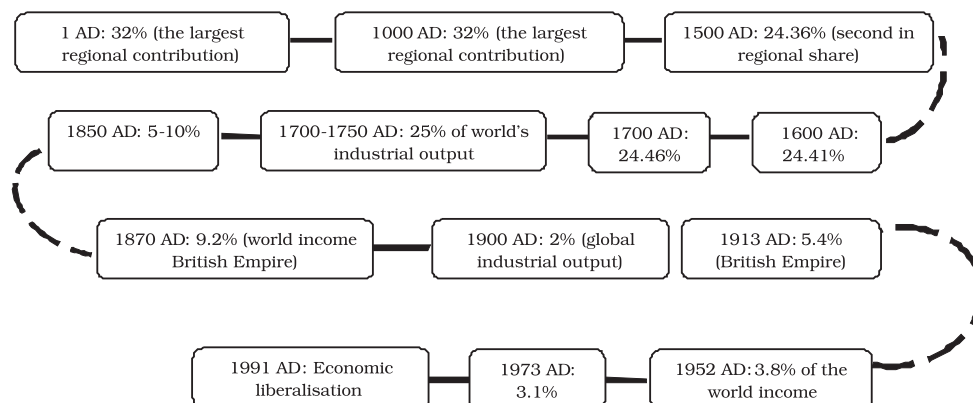 1 AD: 32% (the largest
regional contribution)
1000 AD: 32% (the largest
regional contribution)
1500 AD: 24.36% (second in
regional share)
1600 AD:
24.41%
1700 AD:
24.46%
1700-1750 AD: 25% of world's
industrial output
1850 AD: 5-10%
1870 AD: 9.2% (world income
British Empire)
1900 AD: 2% (global
industrial output)
1913 AD: 5.4%
(British Empire)
1952 AD: 3.8% of the
world income
1973 AD:
3.1%
1991 AD: Economic
liberalisation